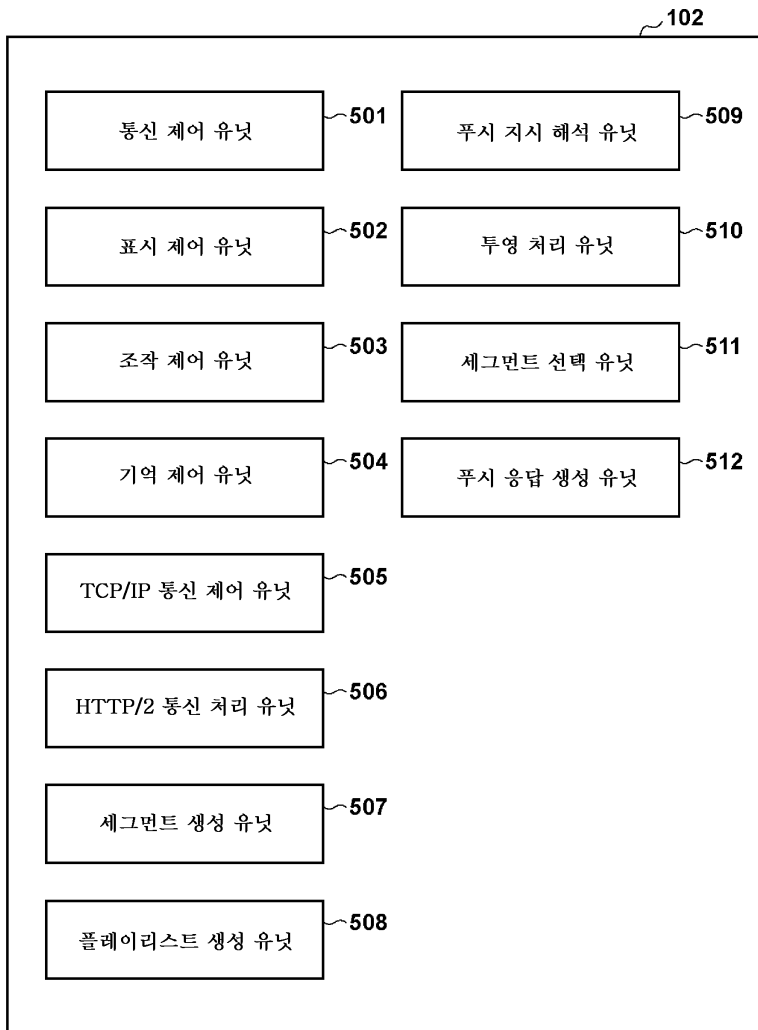 102
통신 제어 유닛
501
표시 제어 유닛
502
조작 제어 유닛
503
기억 제어 유닛
504
TCP/IP 통신 제어 유닛
505
HTTP/2 통신 처리 유닛
506
세그먼트 생성 유닛
507
플레이리스트 생성 유닛
508
푸시 지시 해석 유닛
509
투영 처리 유닛
510
세그먼트 선택 유닛
511
푸시 응답 생성 유닛
512